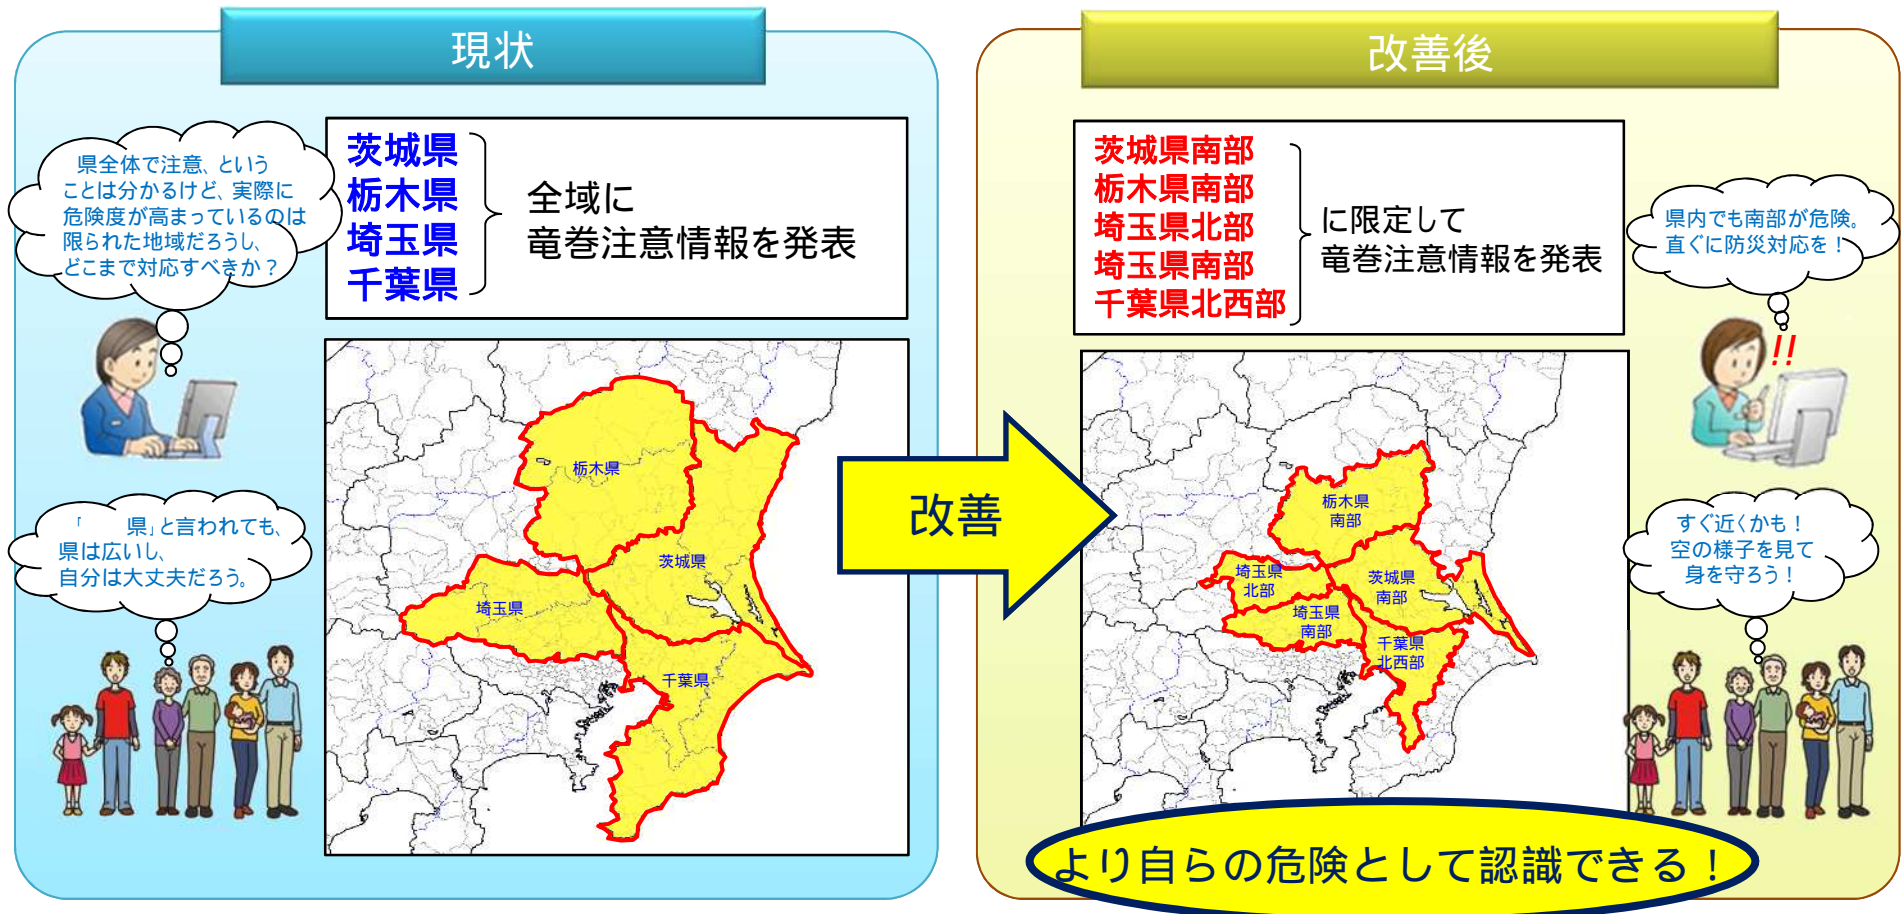 現状
県全体で注意、という
ことは分かるけど、実際に
危険度が高まっているのは
限られた地域だろうし、
どこまで対応すべきか？
茨城県
栃木県
埼玉県
千葉県
全域に
竜巻注意情報を発表
「　　県」と言われても、
県は広いし、
自分は大丈夫だろう。
栃木県
茨城県
埼玉県
千葉県
改善
改善後
茨城県南部
栃木県南部
埼玉県北部
埼玉県南部
千葉県北西部
に限定して
竜巻注意情報を発表
県内でも南部が危険。
直ぐに防災対応を！
!!
すぐ近くかも！
空の様子を見て
身を守ろう！
栃木県
南部
埼玉県
北部
茨城県
南部
埼玉県
南部
千葉県
北西部
より自らの危険として認識できる！